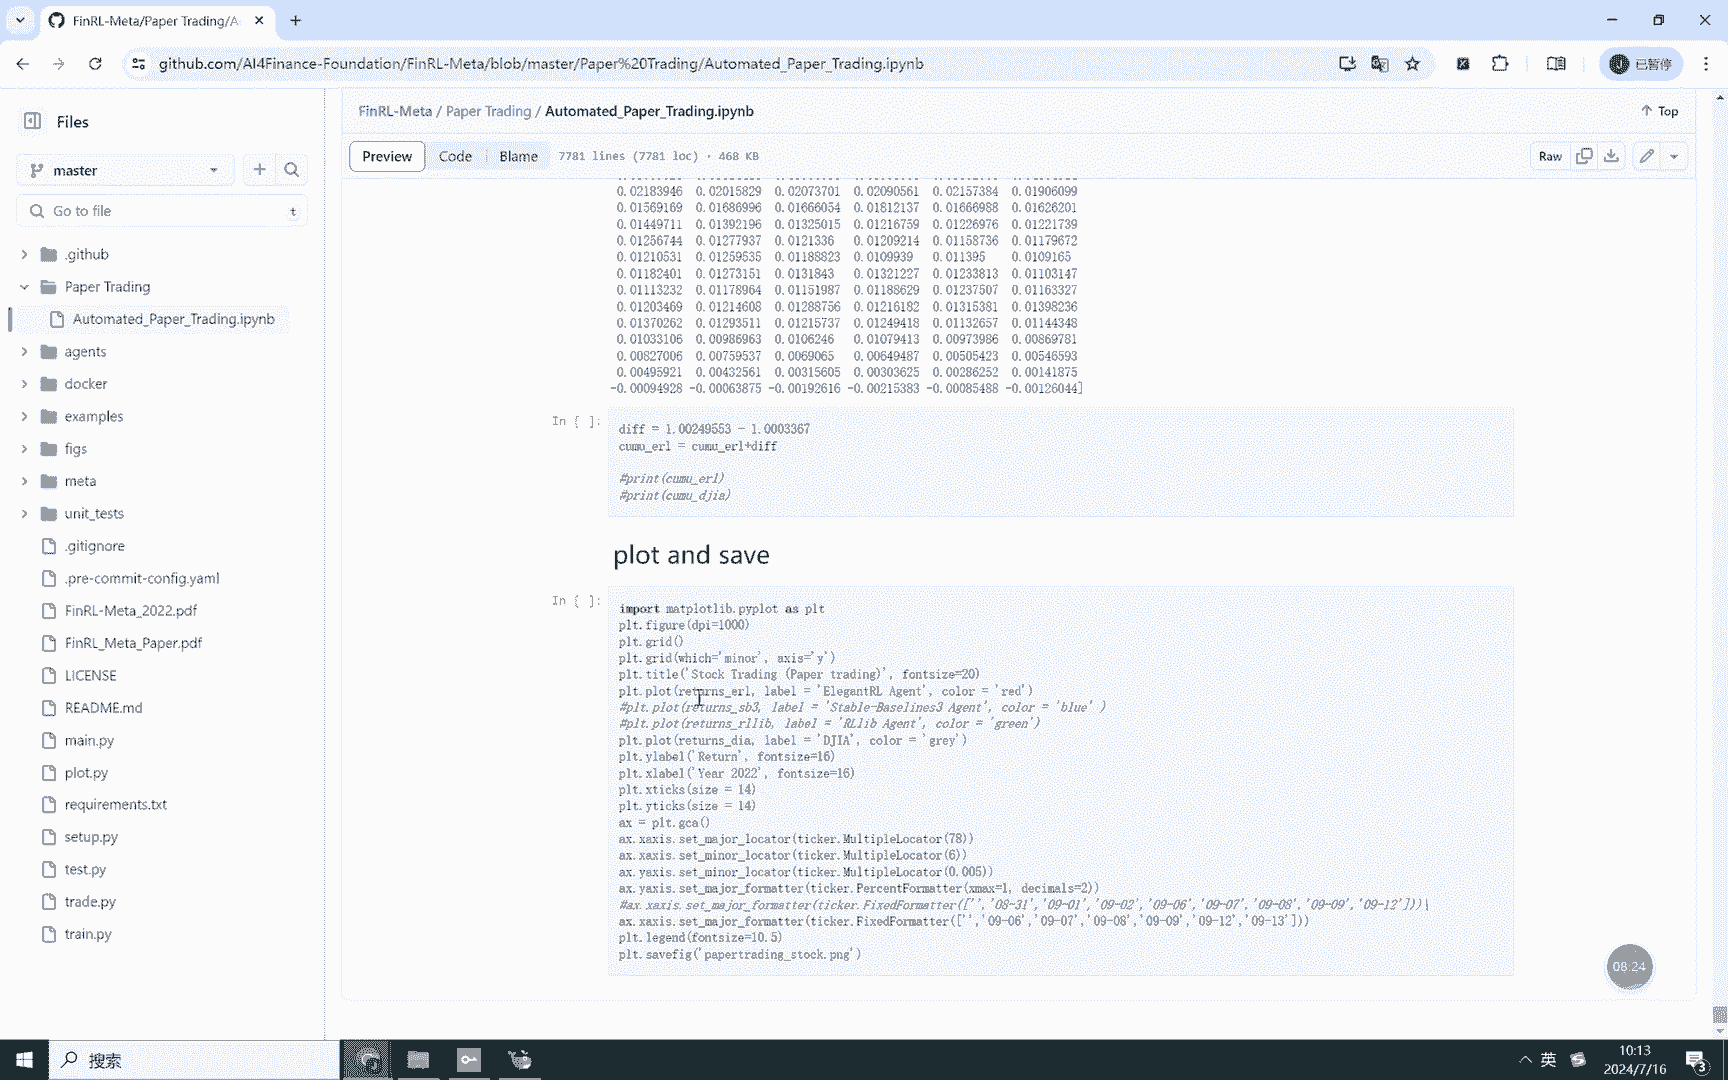 FinRL-Meta/Paper Trading/A
github.com/AI4Finance-Foundation/FinRL-Meta/blob/master/Paper%20Trading/Automated_Paper_Trading.ipynb
已暂停
Files
FinRL-Meta / Paper Trading / Automated_Paper_Trading.ipynb
Top
master
Preview
Code
Blame
7781 lines (7781 loc) · 468 KB
Raw
Go to file
t
.github
Paper Trading
Automated_Paper_Trading.ipynb
agents
docker
examples
figs
meta
unit_tests
.gitignore
.pre-commit-config.yaml
FinRL-Meta_2022.pdf
FinRL_Meta_Paper.pdf
LICENSE
README.md
main.py
plot.py
requirements.txt
setup.py
test.py
trade.py
train.py
0.02183946 0.02015829 0.02073701 0.02090561 0.02157384 0.01906099
0.01569169 0.01686996 0.01666054 0.01812137 0.01666988 0.01626201
0.01449711 0.01392196 0.01325015 0.01216759 0.01226976 0.01221739
0.01256744 0.01277937 0.0121336 0.01209214 0.01158736 0.01179672
0.01210531 0.01259535 0.01188823 0.0109939 0.011395 0.0109165
0.01182401 0.01273151 0.0131843 0.01321227 0.01233813 0.01103147
0.01113232 0.01178964 0.01151987 0.01188629 0.01237507 0.01163327
0.01203469 0.01214608 0.01288756 0.01216182 0.01315381 0.01398236
0.01370262 0.01293511 0.01215737 0.01249418 0.01132657 0.01144348
0.01033106 0.00986963 0.0106246 0.01079413 0.00973986 0.00869781
0.00827006 0.00759537 0.0069065 0.00649487 0.00505423 0.00546593
0.00495921 0.00432561 0.00315605 0.00303625 0.00286252 0.00141875
-0.00094928 -0.00063875 -0.00192616 -0.00215383 -0.00085488 -0.00126044]
In [ ]:
diff = 1.00249553 - 1.0003367
cumu_erl = cumu_erl+diff
#print(cumu_erl)
#print(cumu_djia)
plot and save
In [ ]:
import matplotlib.pyplot as plt
plt.figure(dpi=1000)
plt.grid()
plt.grid(which='minor', axis='y')
plt.title('Stock Trading (Paper trading)', fontsize=20)
plt.plot(returns_erl, label = 'ElegantRL Agent', color = 'red')
#plt.plot(returns_sb3, label = 'Stable-Baselines3 Agent', color = 'blue' )
#plt.plot(returns_rllib, label = 'RLlib Agent', color = 'green')
plt.plot(returns_dia, label = 'DJIA', color = 'grey')
plt.ylabel('Return', fontsize=16)
plt.xlabel('Year 2022', fontsize=16)
plt.xticks(size = 14)
plt.yticks(size = 14)
ax = plt.gca()
ax.xaxis.set_major_locator(ticker.MultipleLocator(78))
ax.xaxis.set_minor_locator(ticker.MultipleLocator(6))
ax.yaxis.set_minor_locator(ticker.MultipleLocator(0.005))
ax.yaxis.set_major_formatter(ticker.PercentFormatter(xmax=1, decimals=2))
#ax.xaxis.set_major_formatter(ticker.FixedFormatter(['','08-31','09-01','09-02','09-06','09-07','09-08','09-09','09-12']))\
ax.xaxis.set_major_formatter(ticker.FixedFormatter(['','09-06','09-07','09-08','09-09','09-12','09-13']))
plt.legend(fontsize=10.5)
plt.savefig('papertrading_stock.png')
08:24
搜索
英
10:13
2024/7/16
3